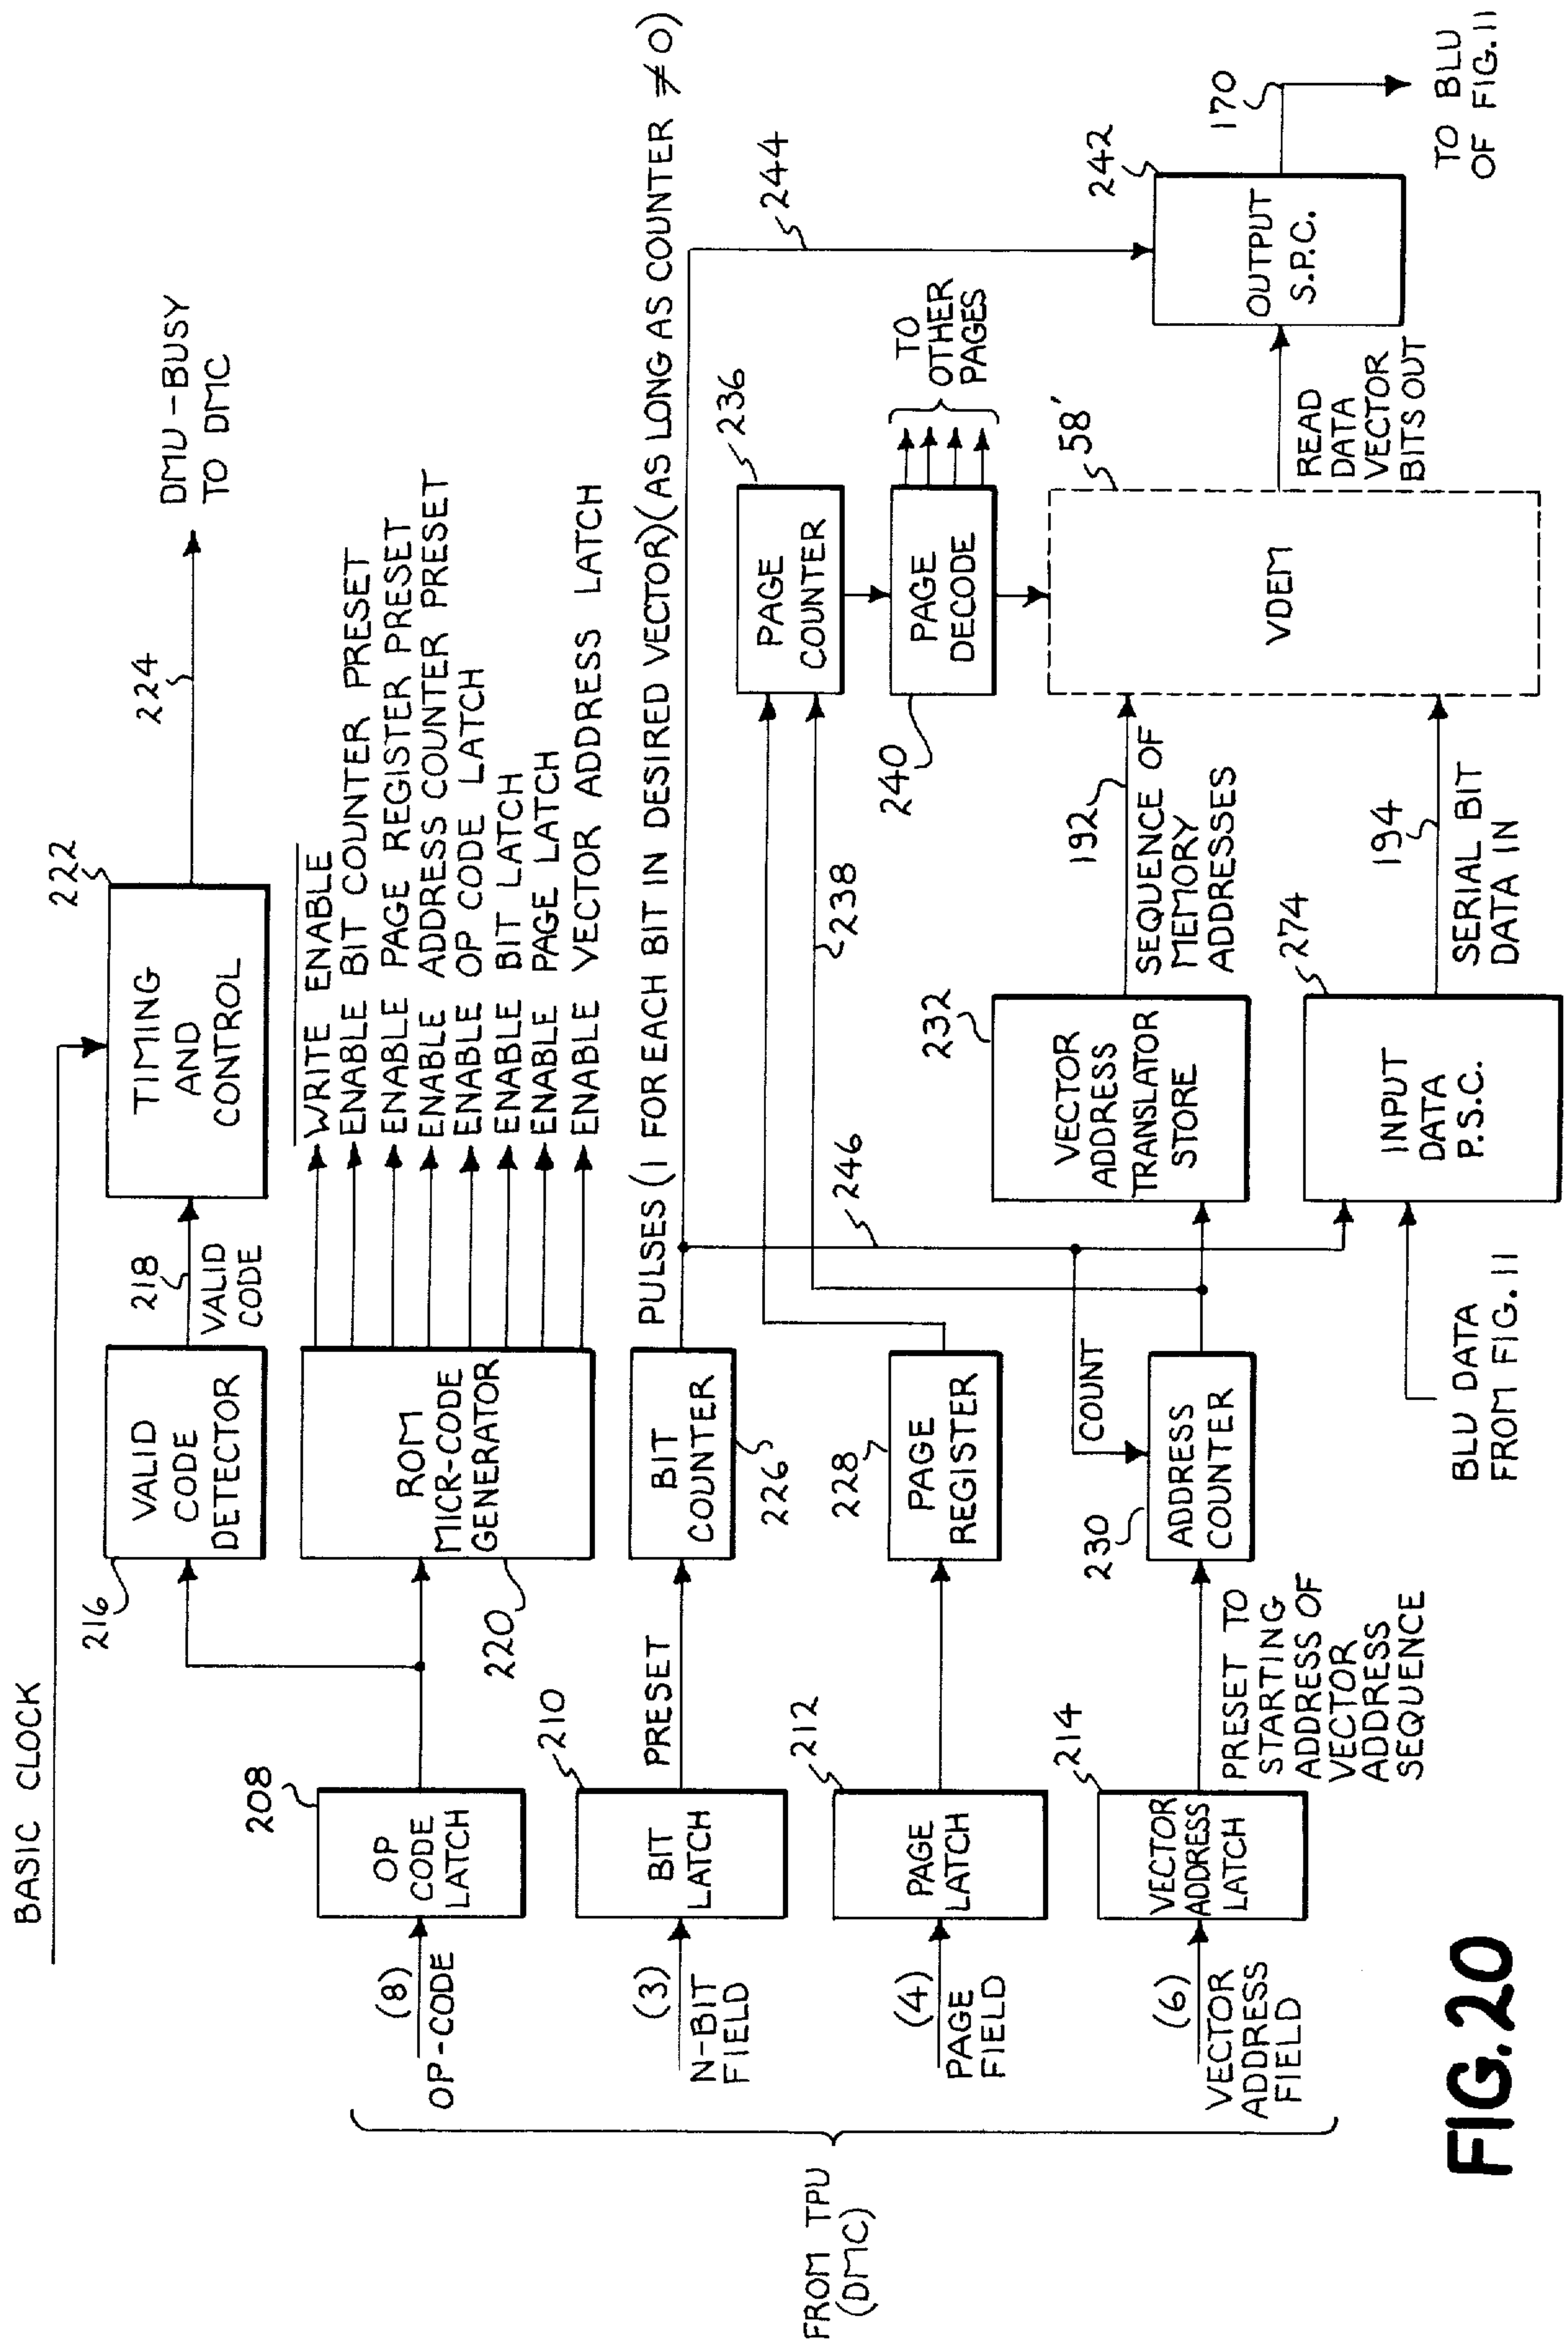 BASIC CLOCK
FROM TPU
(DMC)
(8)
OP-CODE
(3)
N-BIT
FIELD
(4)
PAGE
FIELD
(6)
VECTOR
ADDRESS
FIELD
208
OP
CODE
LATCH
210
BIT
LATCH
212
PAGE
LATCH
214
VECTOR
ADDRESS
LATCH
PRESET
PRESET TO
STARTING
ADDRESS OF
VECTOR
ADDRESS
SEQUENCE
216
VALID
CODE
DETECTOR
220
ROM
MICR-CODE
GENERATOR
BIT
COUNTER
226
228
PAGE
REGISTER
230
ADDRESS
COUNTER
COUNT
BLU DATA
FROM FIG. 11
218
VALID
CODE
222
TIMING
AND
CONTROL
224
DMU-BUSY
TO DMC
WRITE ENABLE
ENABLE BIT COUNTER PRESET
ENABLE PAGE REGISTER PRESET
ENABLE ADDRESS COUNTER PRESET
ENABLE OP CODE LATCH
ENABLE BIT LATCH
ENABLE PAGE LATCH
ENABLE VECTOR ADDRESS LATCH
PULSES (1 FOR EACH BIT IN DESIRED VECTOR)(AS LONG AS COUNTER ≠ 0)
246
238
232
VECTOR
ADDRESS
TRANSLATOR
STORE
INPUT
DATA
P.S.C.
274
192
SEQUENCE OF
MEMORY
ADDRESSES
194
SERIAL BIT
DATA IN
236
PAGE
COUNTER
240
PAGE
DECODE
TO
OTHER
PAGES
58'
VDEM
READ
DATA
VECTOR
BITS OUT
244
242
OUTPUT
S.P.C.
170
TO BLU
OF FIG. 11
FIG. 20